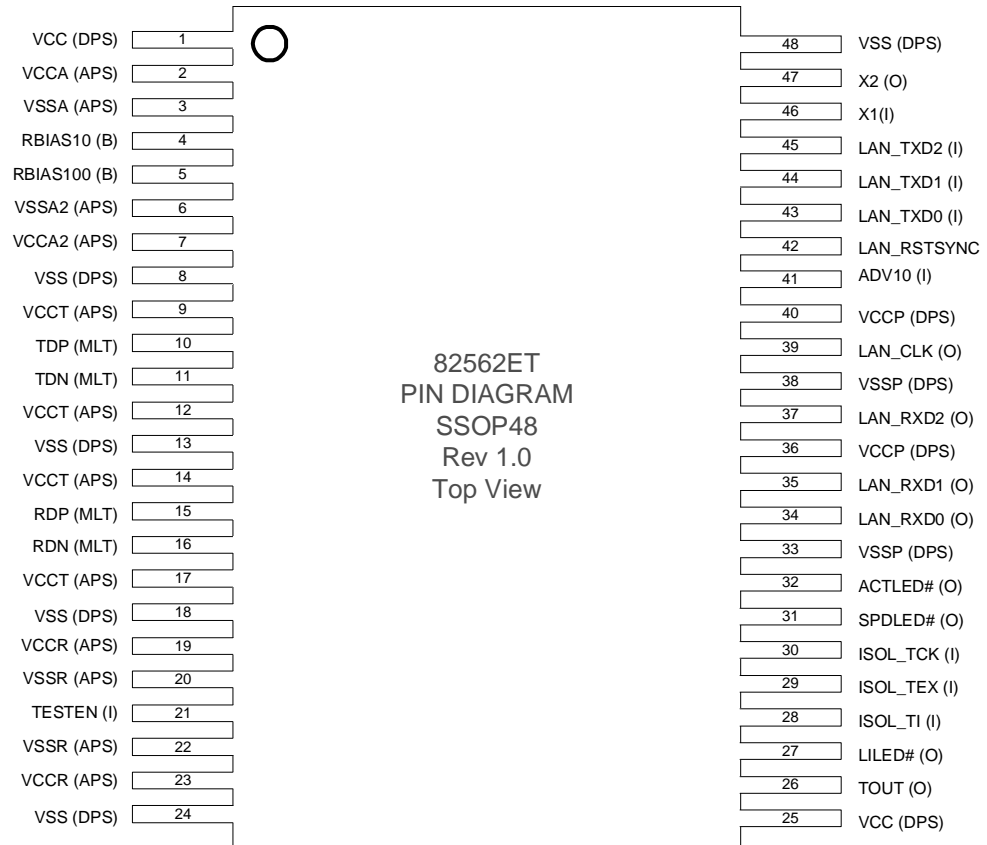 VCC (DPS) 1
VCCA (APS) 2
VSSA (APS) 3
RBIAS10 (B) 4
RBIAS100 (B) 5
VSSA2 (APS) 6
VCCA2 (APS) 7
VSS (DPS) 8
VCCT (APS) 9
TDP (MLT) 10
TDN (MLT) 11
VCCT (APS) 12
VSS (DPS) 13
VCCT (APS) 14
RDP (MLT) 15
RDN (MLT) 16
VCCT (APS) 17
VSS (DPS) 18
VCCR (APS) 19
VSSR (APS) 20
TESTEN (I) 21
VSSR (APS) 22
VCCR (APS) 23
VSS (DPS) 24
82562ET
PIN DIAGRAM
SSOP48
Rev 1.0
Top View
48 VSS (DPS)
47 X2 (O)
46 X1(I)
45 LAN_TXD2 (I)
44 LAN_TXD1 (I)
43 LAN_TXD0 (I)
42 LAN_RSTSYNC
41 ADV10 (I)
40 VCCP (DPS)
39 LAN_CLK (O)
38 VSSP (DPS)
37 LAN_RXD2 (O)
36 VCCP (DPS)
35 LAN_RXD1 (O)
34 LAN_RXD0 (O)
33 VSSP (DPS)
32 ACTLED# (O)
31 SPDLED# (O)
30 ISOL_TCK (I)
29 ISOL_TEX (I)
28 ISOL_TI (I)
27 LILED# (O)
26 TOUT (O)
25 VCC (DPS)